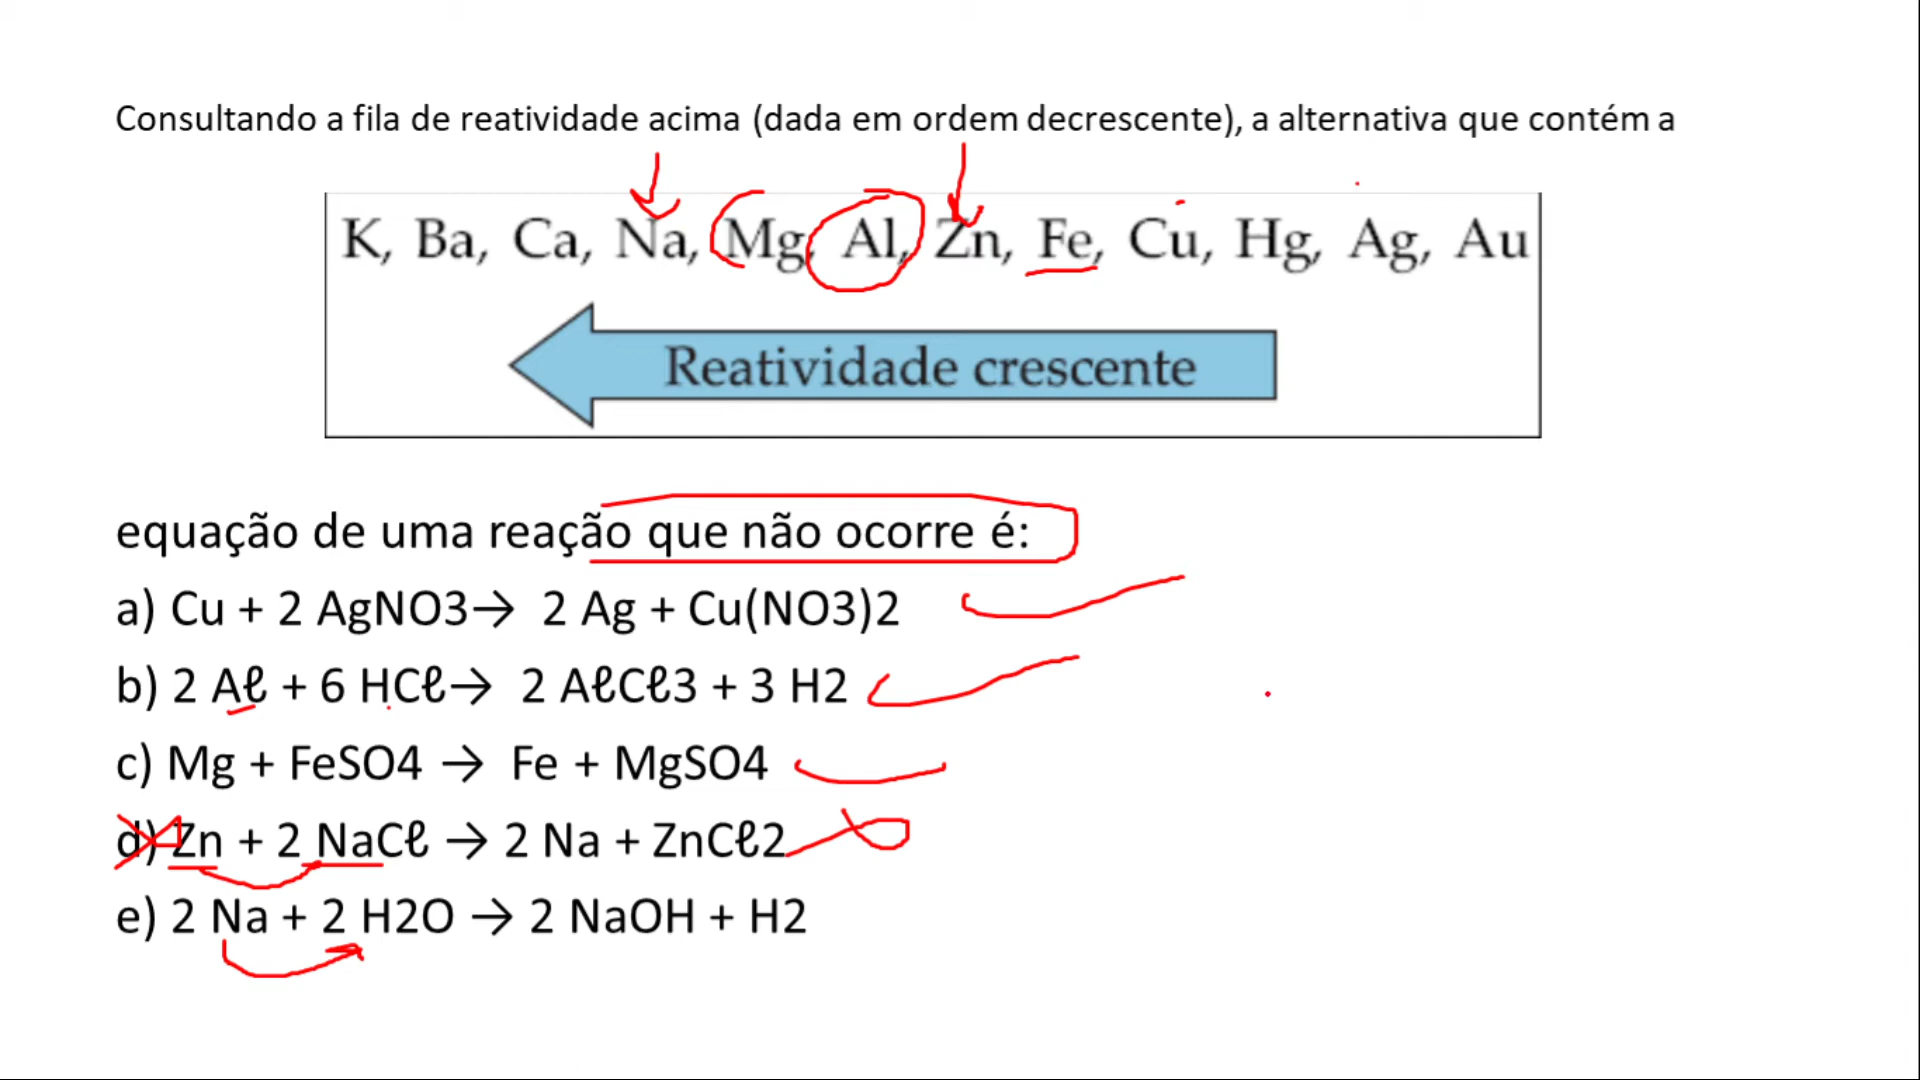 Consultando a fila de reatividade acima (dada em ordem decrescente), a alternativa que contém a
K, Ba, Ca, Na, Mg, Al, Zn, Fe, Cu, Hg, Ag, Au
Reatividade crescente
equação de uma reação que não ocorre é:
a) Cu + 2 AgNO3→ 2 Ag + Cu(NO3)2
b) 2 Aℓ + 6 HCℓ→ 2 AℓCℓ3 + 3 H2
c) Mg + FeSO4 → Fe + MgSO4
d) Zn + 2 NaCℓ → 2 Na + ZnCℓ2
e) 2 Na + 2 H2O → 2 NaOH + H2